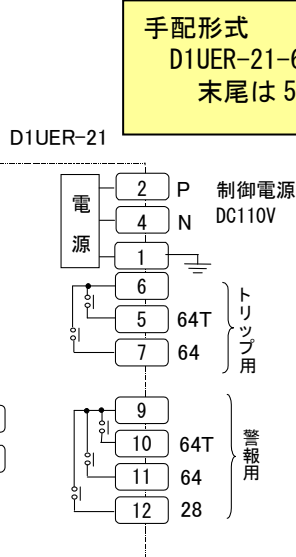 手配形式
D1UER-21-6
末尾は 5
D1UER-21
電源
2 P 制御電源
4 N DC110V
1
6
5 64T
7 64
トリップ用
9
10 64T
11 64
12 28
警報用